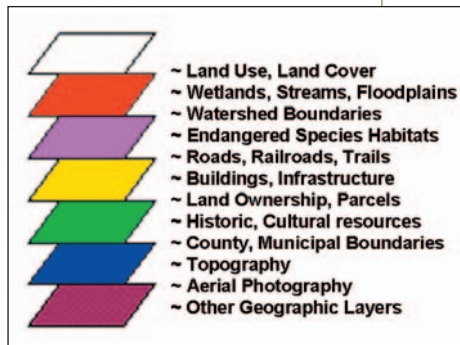 ~ Land Use, Land Cover
~ Wetlands, Streams, Floodplains
~ Watershed Boundaries
~ Endangered Species Habitats
~ Roads, Railroads, Trails
~ Buildings, Infrastructure
~ Land Ownership, Parcels
~ Historic, Cultural resources
~ County, Municipal Boundaries
~ Topography
~ Aerial Photography
~ Other Geographic Layers